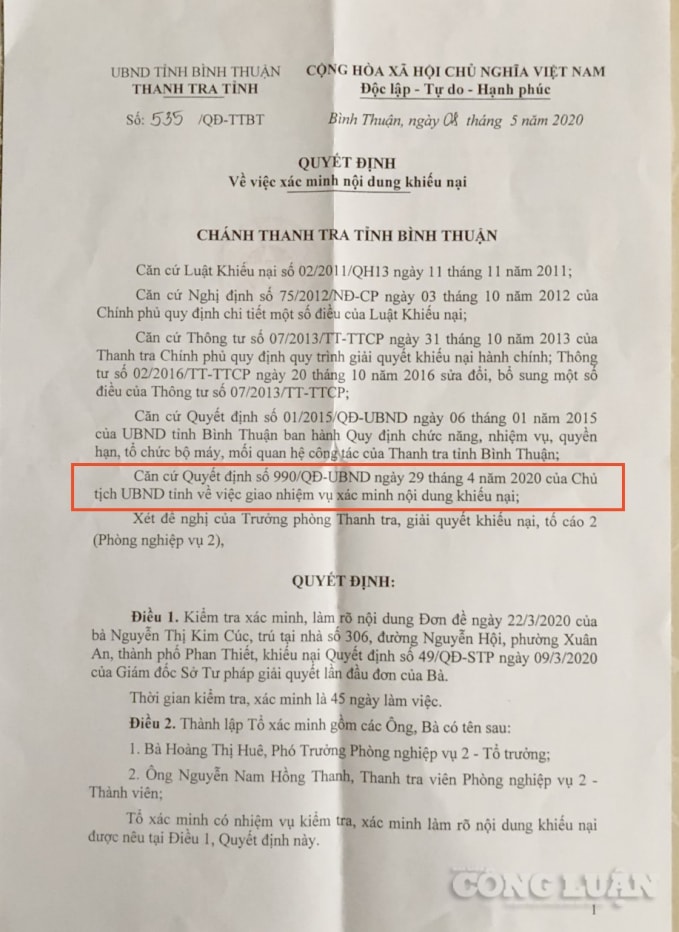 UBND TỈNH BÌNH THUẬN
THANH TRA TỈNH
CỘNG HÒA XÃ HỘI CHỦ NGHĨA VIỆT NAM
Độc lập - Tự do - Hạnh phúc
Số: 535 /QĐ-TTBT
Bình Thuận, ngày 08 tháng 5 năm 2020
QUYẾT ĐỊNH
Về việc xác minh nội dung khiếu nại
CHÁNH THANH TRA TỈNH BÌNH THUẬN
Căn cứ Luật Khiếu nại số 02/2011/QH13 ngày 11 tháng 11 năm 2011;
Căn cứ Nghị định số 75/2012/NĐ-CP ngày 03 tháng 10 năm 2012 của
Chính phủ quy định chi tiết một số điều của Luật Khiếu nại;
Căn cứ Thông tư số 07/2013/TT-TTCP ngày 31 tháng 10 năm 2013 của
Thanh tra Chính phủ quy định quy trình giải quyết khiếu nại hành chính; Thông
tư số 02/2016/TT-TTCP ngày 20 tháng 10 năm 2016 sửa đổi, bổ sung một số
điều của Thông tư số 07/2013/TT-TTCP;
Căn cứ Quyết định số 01/2015/QĐ-UBND ngày 06 tháng 01 năm 2015
của UBND tỉnh Bình Thuận ban hành Quy định chức năng, nhiệm vụ, quyền
hạn, tổ chức bộ máy, mối quan hệ công tác của Thanh tra tỉnh Bình Thuận;
Căn cứ Quyết định số 990/QĐ-UBND ngày 29 tháng 4 năm 2020 của Chủ
tịch UBND tỉnh về việc giao nhiệm vụ xác minh nội dung khiếu nại;
Xét đề nghị của Trưởng phòng Thanh tra, giải quyết khiếu nại, tố cáo 2
(Phòng nghiệp vụ 2),
QUYẾT ĐỊNH:
Điều 1. Kiểm tra xác minh, làm rõ nội dung Đơn đề ngày 22/3/2020 của
bà Nguyễn Thị Kim Cúc, trú tại nhà số 306, đường Nguyễn Hội, phường Xuân
An, thành phố Phan Thiết, khiếu nại Quyết định số 49/QĐ-STP ngày 09/3/2020
của Giám đốc Sở Tư pháp giải quyết lần đầu đơn của Bà.
Thời gian kiểm tra, xác minh là 45 ngày làm việc.
Điều 2. Thành lập Tổ xác minh gồm các Ông, Bà có tên sau:
1. Bà Hoàng Thị Huê, Phó Trưởng Phòng nghiệp vụ 2 - Tổ trưởng;
2. Ông Nguyễn Nam Hồng Thanh, Thanh tra viên Phòng nghiệp vụ 2 -
Thành viên;
Tổ xác minh có nhiệm vụ kiểm tra, xác minh làm rõ nội dung khiếu nại
được nêu tại Điều 1, Quyết định này.
CÔNG LUẬN
1